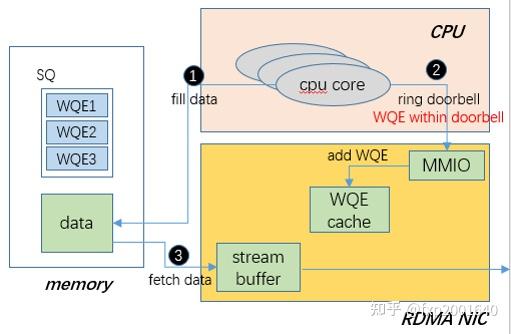 CPU
SQ
WQE1
WQE2
WQE3
1
fill data
cpu core
2
ring doorbell
WQE within doorbell
add WQE
MMIO
WQE
cache
data
3
fetch data
stream
buffer
memory
RDMA NiC
知乎 @fxp2001640